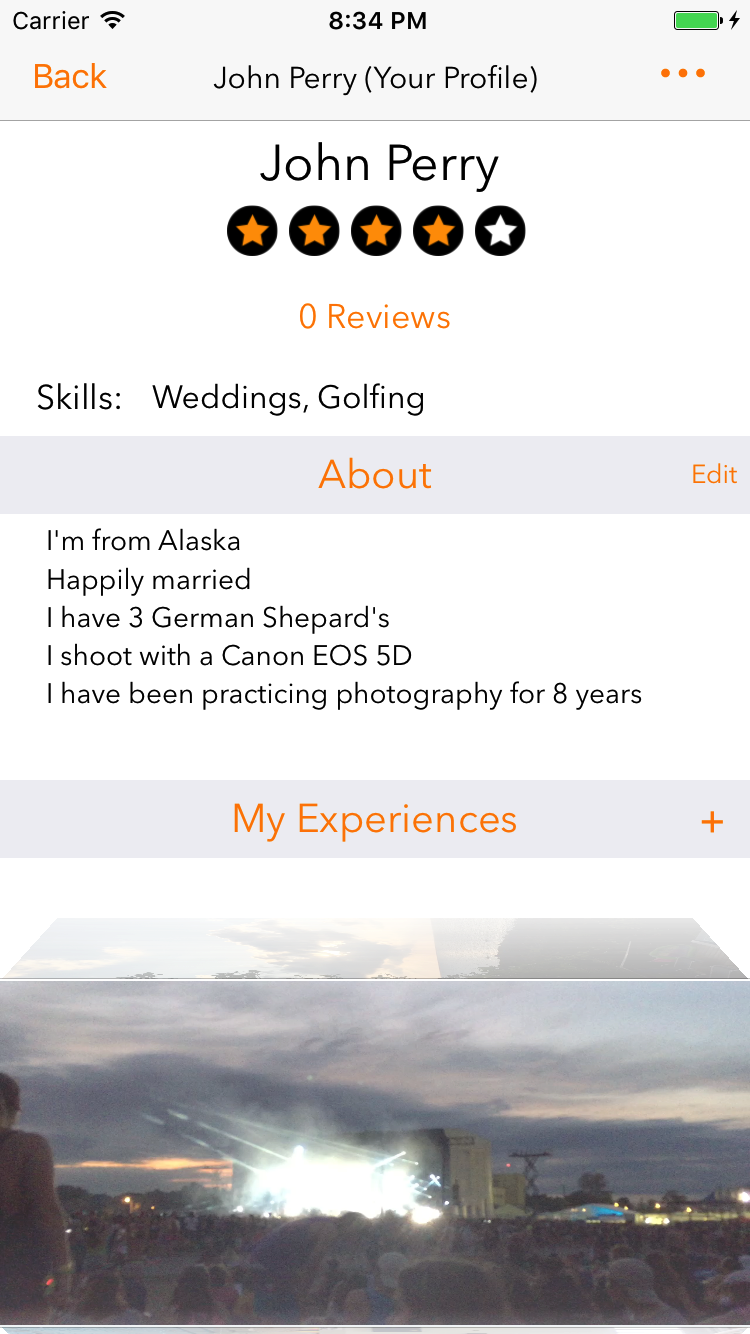 Carrier 8:34 PM
Back John Perry (Your Profile)
John Perry
0 Reviews
Skills: Weddings, Golfing
About Edit
I'm from Alaska
Happily married
I have 3 German Shepard's
I shoot with a Canon EOS 5D
I have been practicing photography for 8 years
My Experiences +